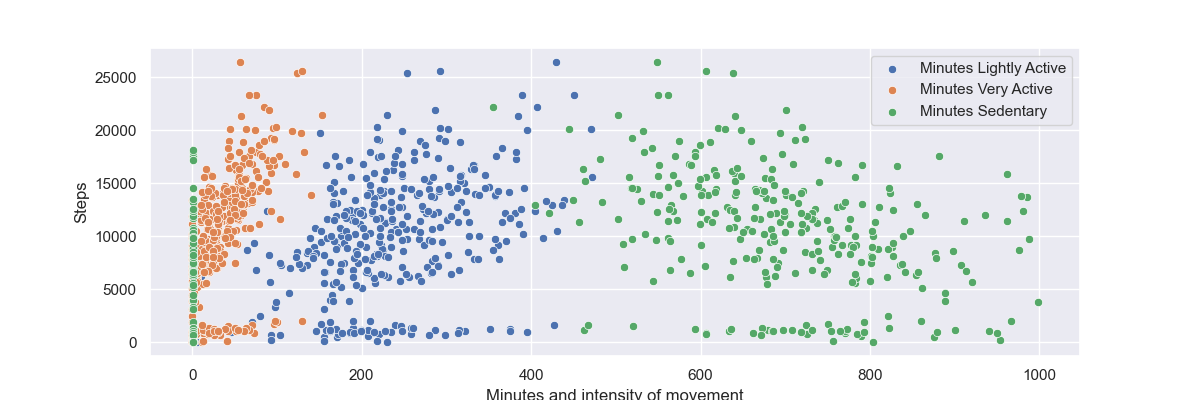 Minutes Lightly Active
Minutes Very Active
Minutes Sedentary
25000
20000
15000
10000
5000
0
Steps
0 200 400 600 800 1000
Minutes and intensity of movement